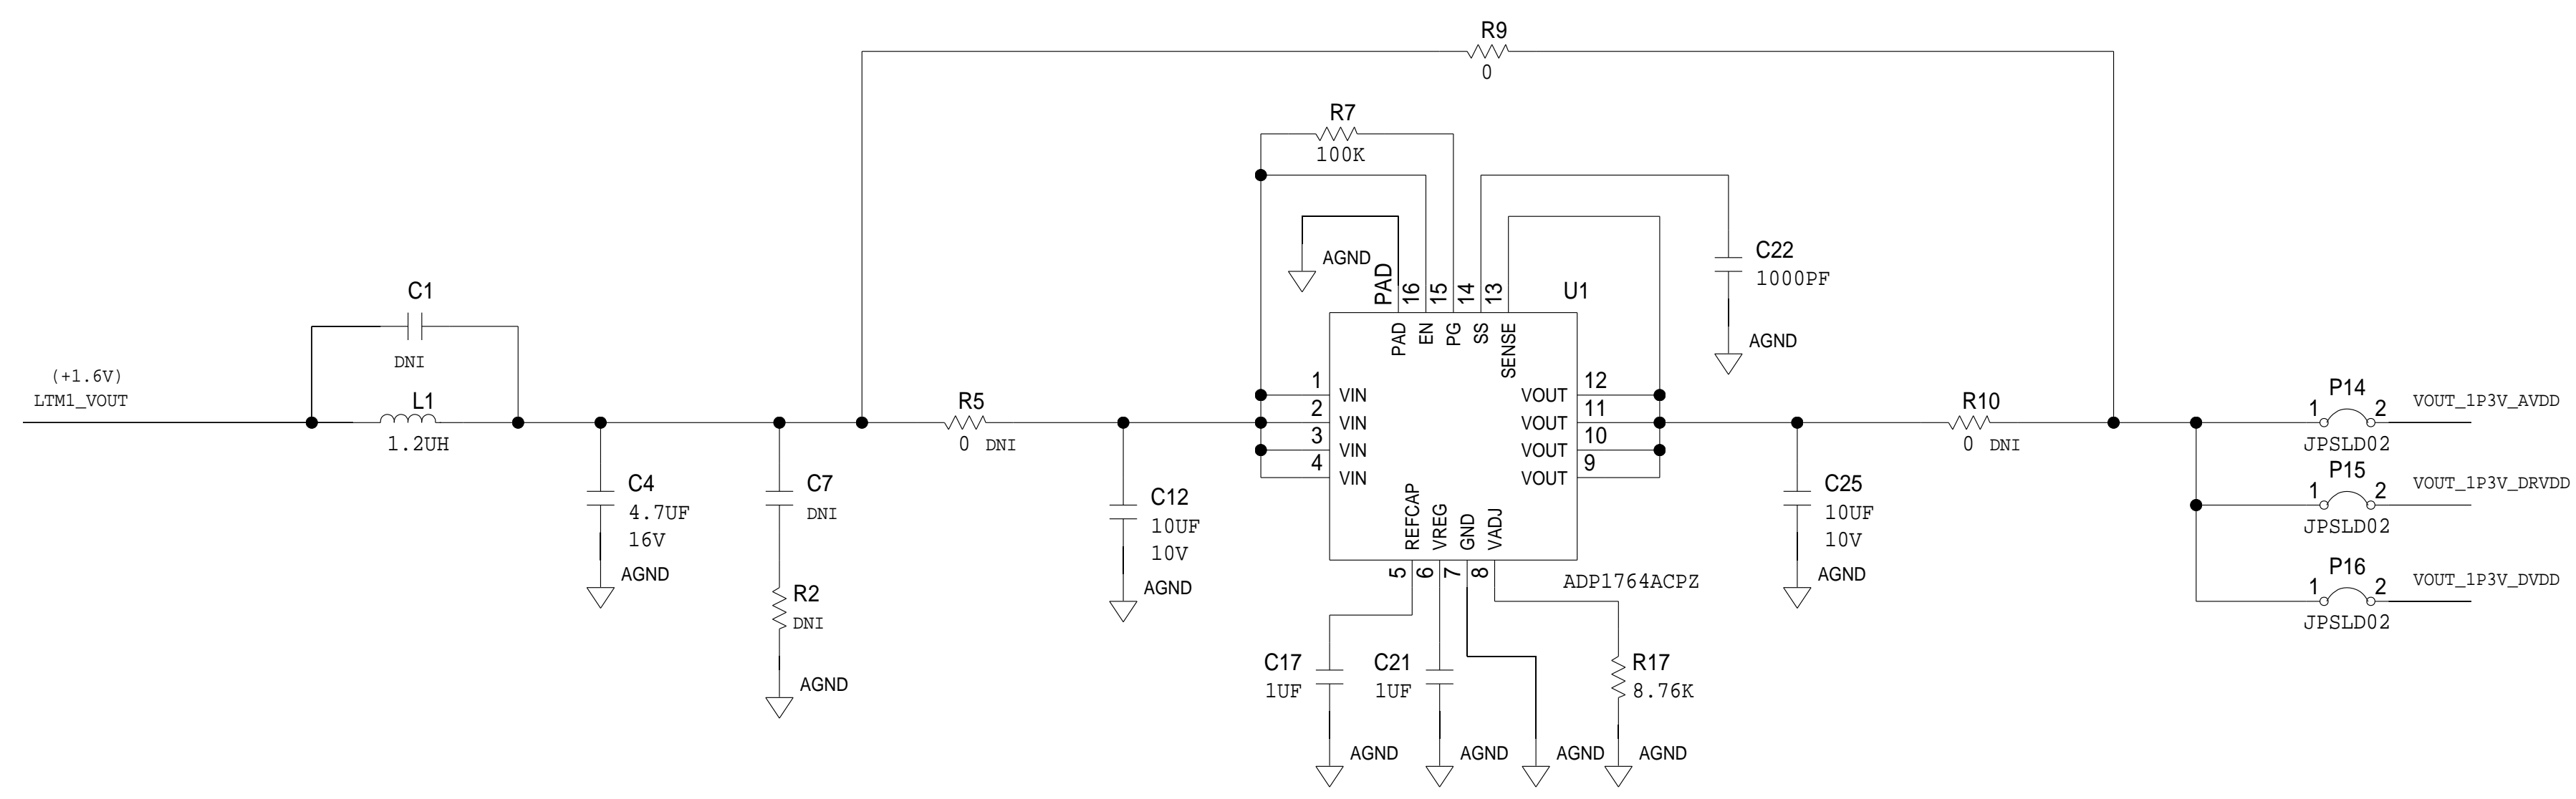 R9
0
R7
100K
AGND
PAD
16
15
14
13
U1
C22
1000PF
AGND
PAD
EN
PG
SS
SENSE
C1
DNI
(+1.6V)
LTM1_VOUT
L1
1.2UH
R5
0 DNI
1 VIN
2 VIN
3 VIN
4 VIN
VOUT 12
VOUT 11
VOUT 10
VOUT 9
R10
0 DNI
P14
1 2
JPSLD02
VOUT_1P3V_AVDD
P15
1 2
JPSLD02
VOUT_1P3V_DRVDD
P16
1 2
JPSLD02
VOUT_1P3V_DVDD
C4
4.7UF
16V
AGND
C7
DNI
R2
DNI
AGND
C12
10UF
10V
AGND
REFCAP
VREG
GND
VADJ
5
6
7
8
ADP1764ACPZ
C25
10UF
10V
AGND
C17
1UF
AGND
C21
1UF
AGND
AGND
R17
8.76K
AGND